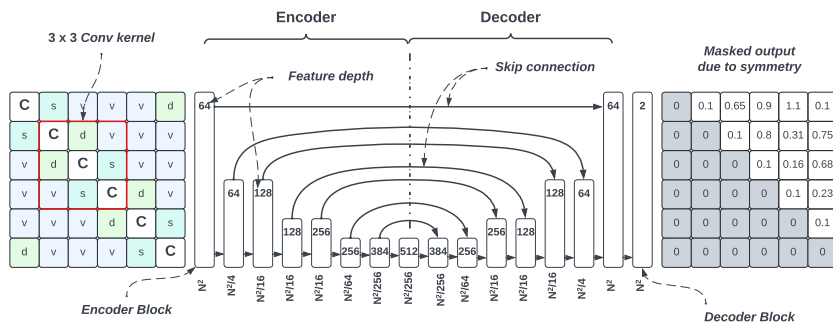 Encoder
Decoder
3 x 3 Conv kernel
Feature depth
Skip connection
Masked output
due to symmetry
C s v v v d
s C d v v v
v d C s v v
v v s C d v
v v v d C s
d v v v s C
64
64
128
128
256
256
384
512
384
256
128
128
128
64
64
2
0 0.1 0.65 0.9 1.1 0.1
0 0 0.1 0.8 0.31 0.75
0 0 0 0.1 0.16 0.68
0 0 0 0 0.1 0.23
0 0 0 0 0 0.1
0 0 0 0 0 0
N²
N²/4
N²/16
N²/16
N²/16
N²/64
N²/256
N²/256
N²/256
N²/64
N²/16
N²/16
N²/16
N²/4
N²
N²
Encoder Block
Decoder Block